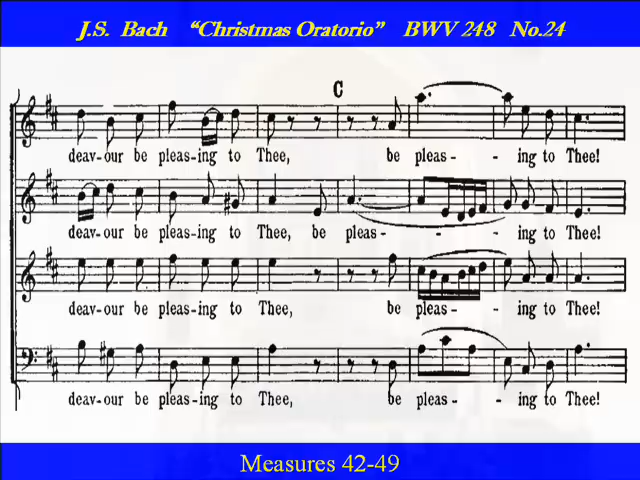 J.S. Bach “Christmas Oratorio” BWV 248 No.24
C
deav-our be pleas-ing to Thee, be pleas- - ing to Thee!
deav-our be pleas-ing to Thee, be pleas- - ing to Thee!
deav-our be pleas-ing to Thee, be pleas- - ing to Thee!
deav-our be pleas-ing to Thee, be pleas- - ing to Thee!
Measures 42-49